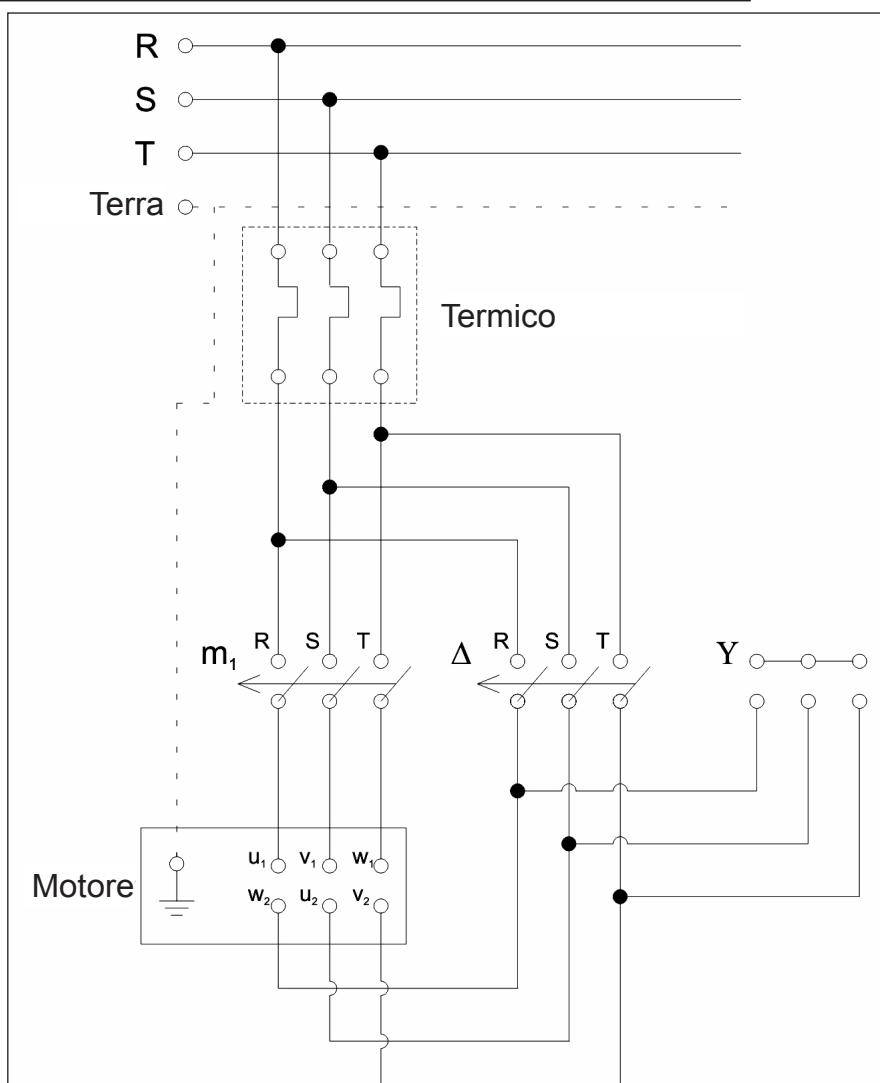 R
S
T
Terra
Termico
m₁ R S T Δ R S T Y
u₁ v₁ w₁
w₂ u₂ v₂
Motore